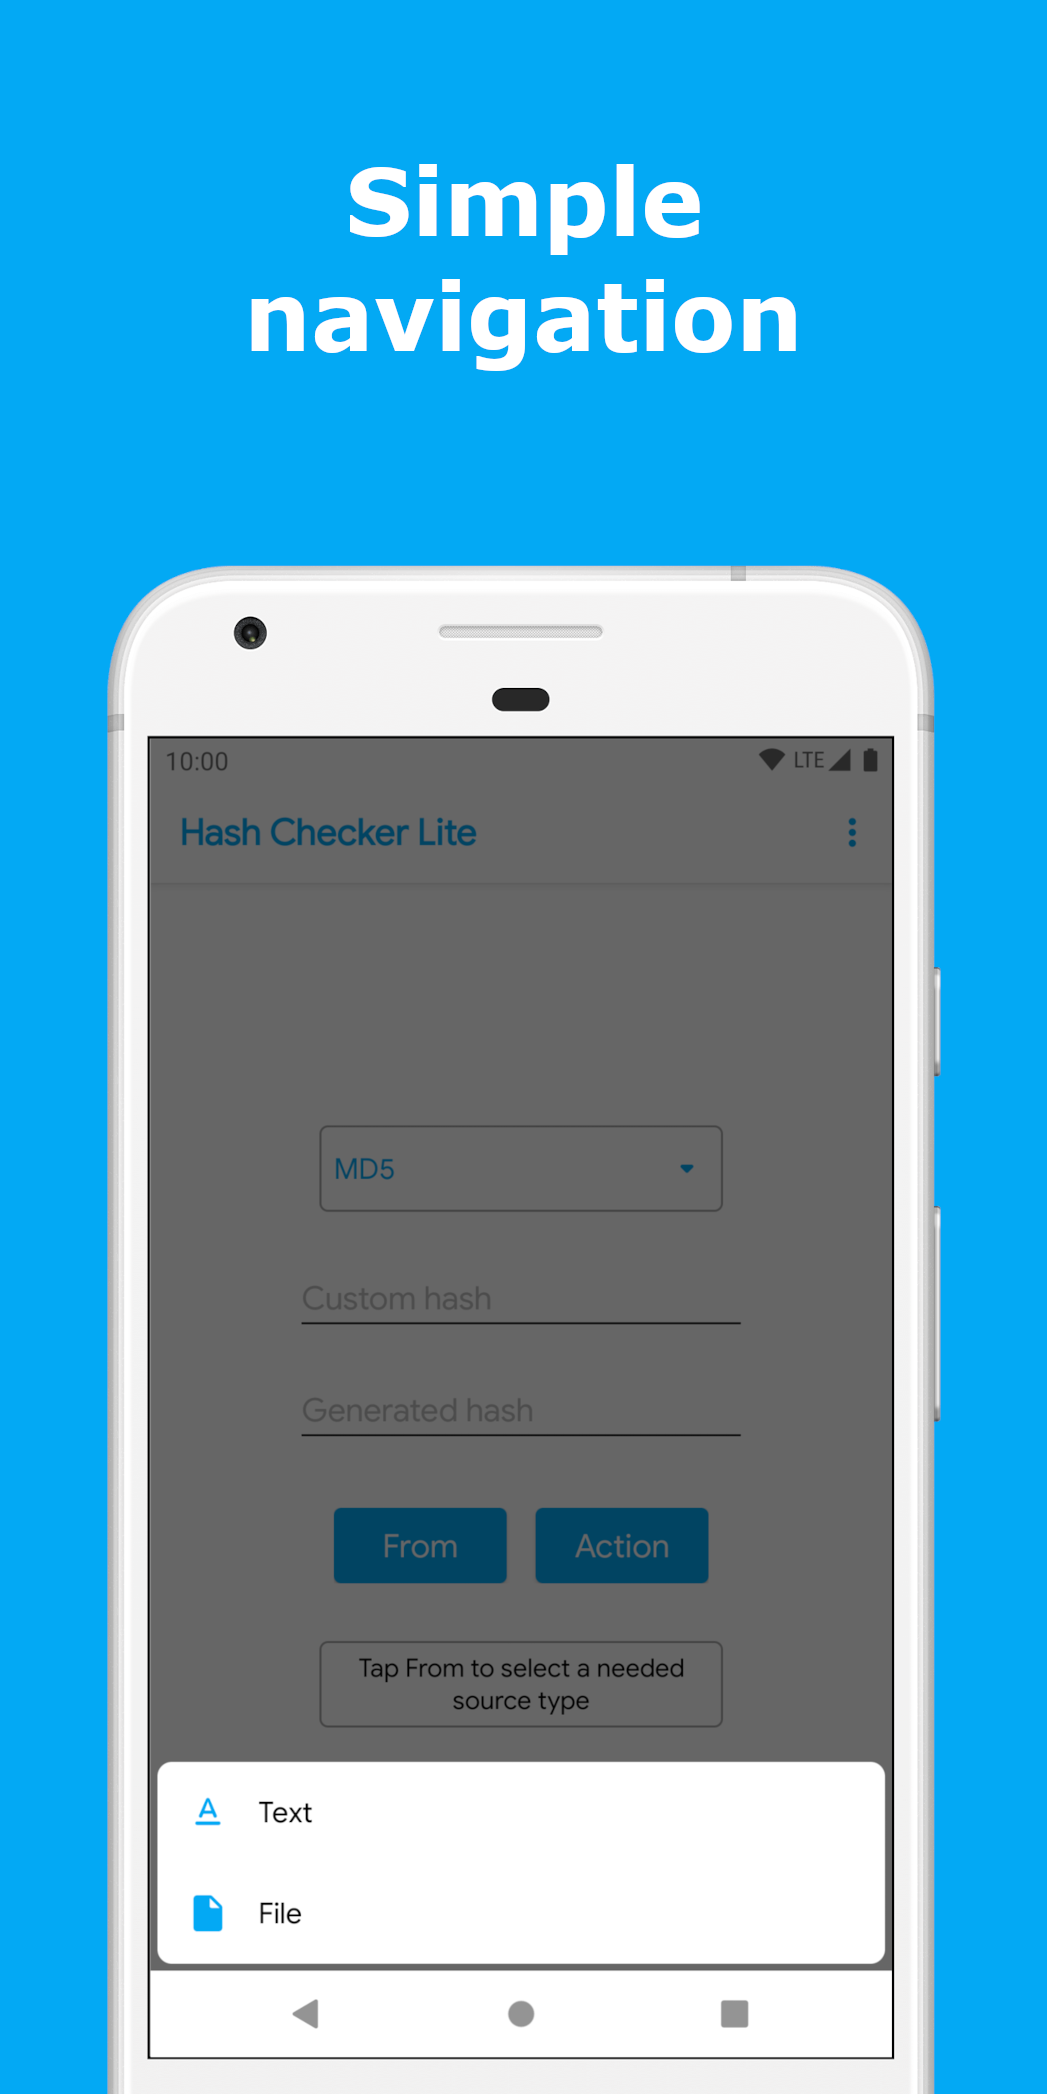 Simple
navigation
10:00
LTE
Hash Checker Lite
MD5
Custom hash
Generated hash
From
Action
Tap From to select a needed
source type
Text
File